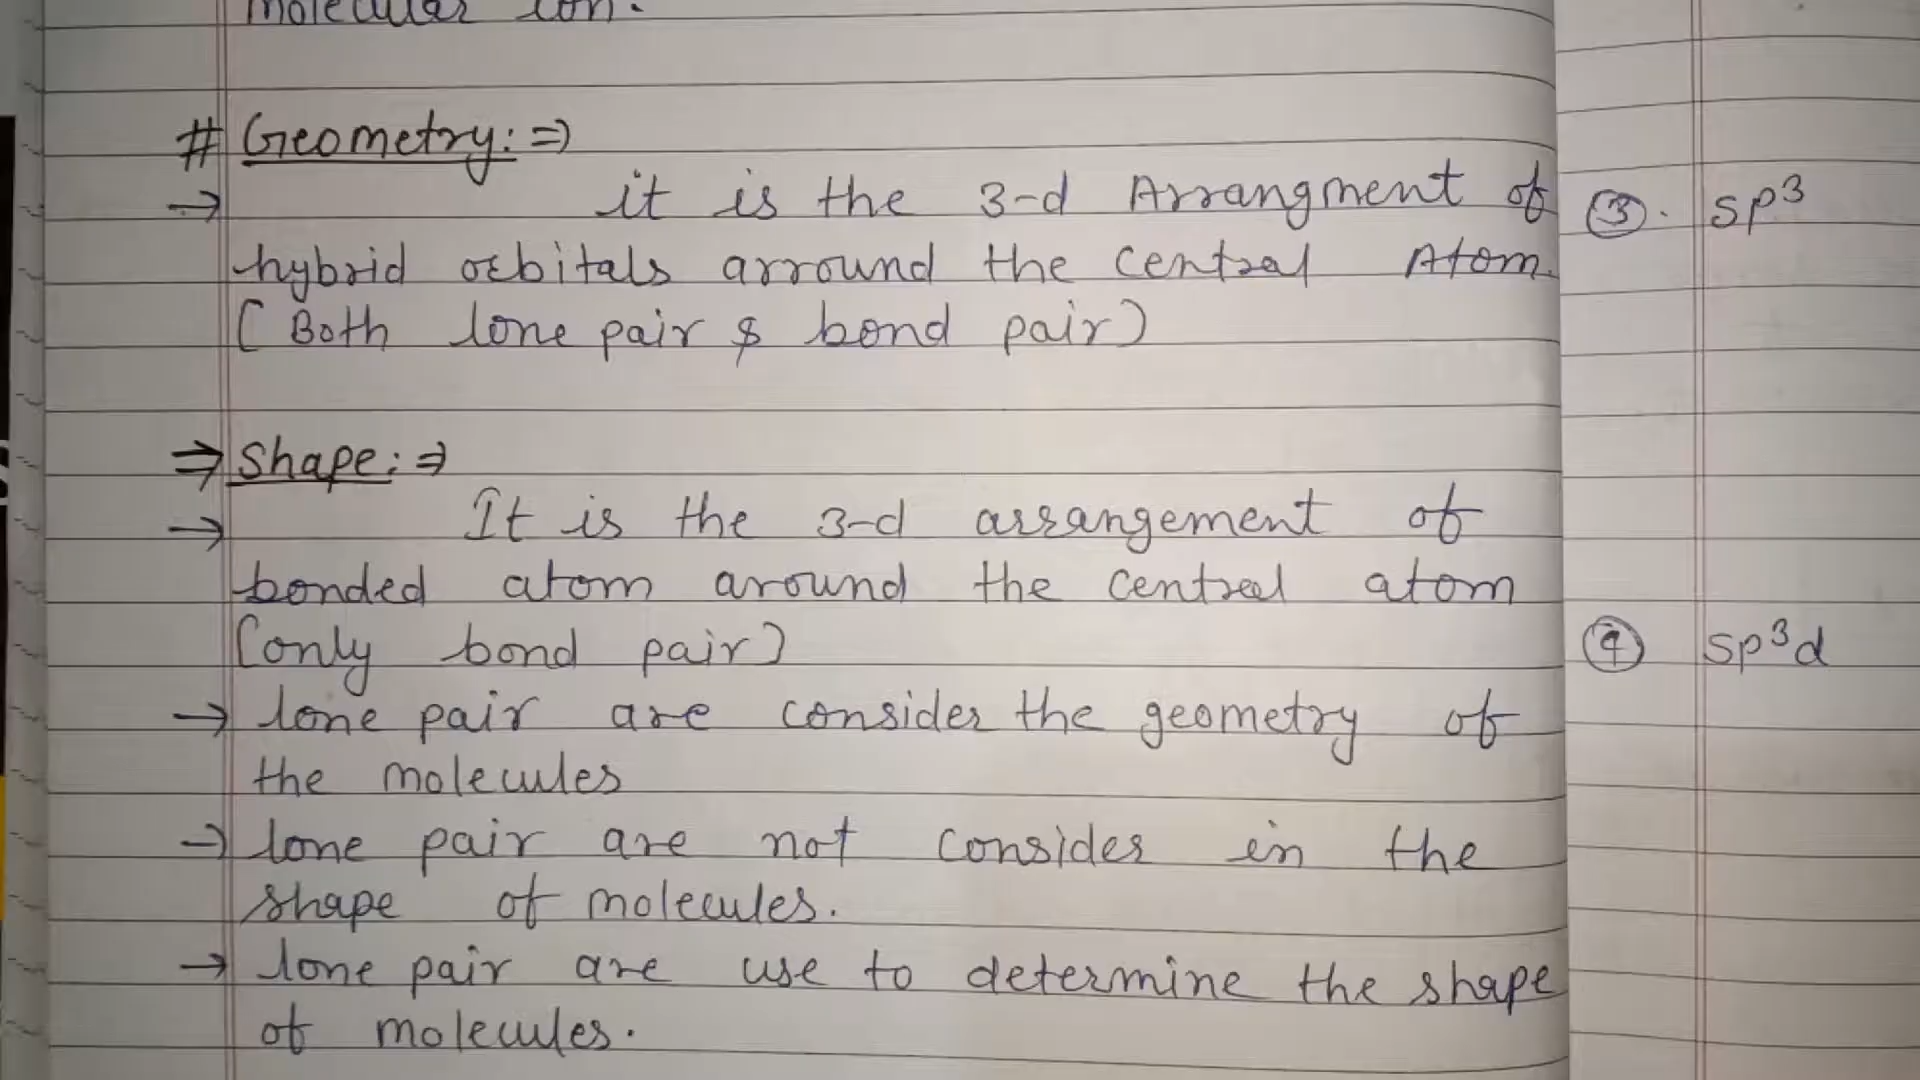 molecular ion.
# Geometry: ⇒
→ it is the 3-d Arrangment of
hybrid orbitals arround the central Atom.
(Both lone pair & bond pair)
⇒ Shape: ⇒
→ It is the 3-d arrangement of
bonded atom around the central atom
(only bond pair)
→ lone pair are consider the geometry of
the molecules
→ lone pair are not consider in the
shape of molecules.
→ lone pair are use to determine the shape
of molecules.
③. sp³
④ sp³d